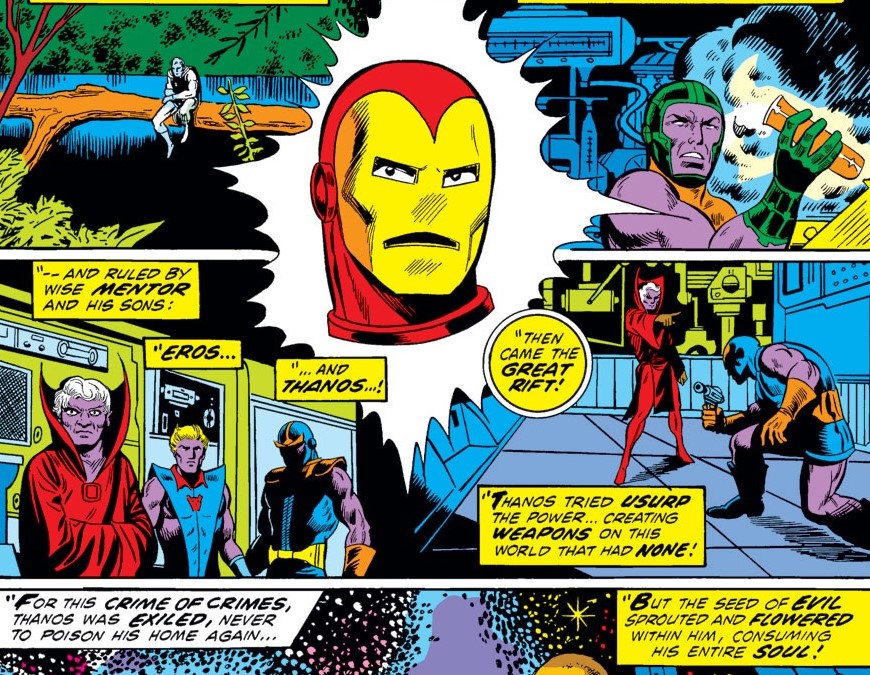 "-- AND RULED BY
WISE MENTOR
AND HIS SONS:
"EROS...
"... AND
THANOS...!
"THEN
CAME THE
GREAT
RIFT!
"THANOS TRIED USURP
THE POWER... CREATING
WEAPONS ON THIS
WORLD THAT HAD NONE!
"FOR THIS CRIME OF CRIMES,
THANOS WAS EXILED, NEVER
TO POISON HIS HOME AGAIN...
"BUT THE SEED OF EVIL
SPROUTED AND FLOWERED
WITHIN HIM, CONSUMING
HIS ENTIRE SOUL!